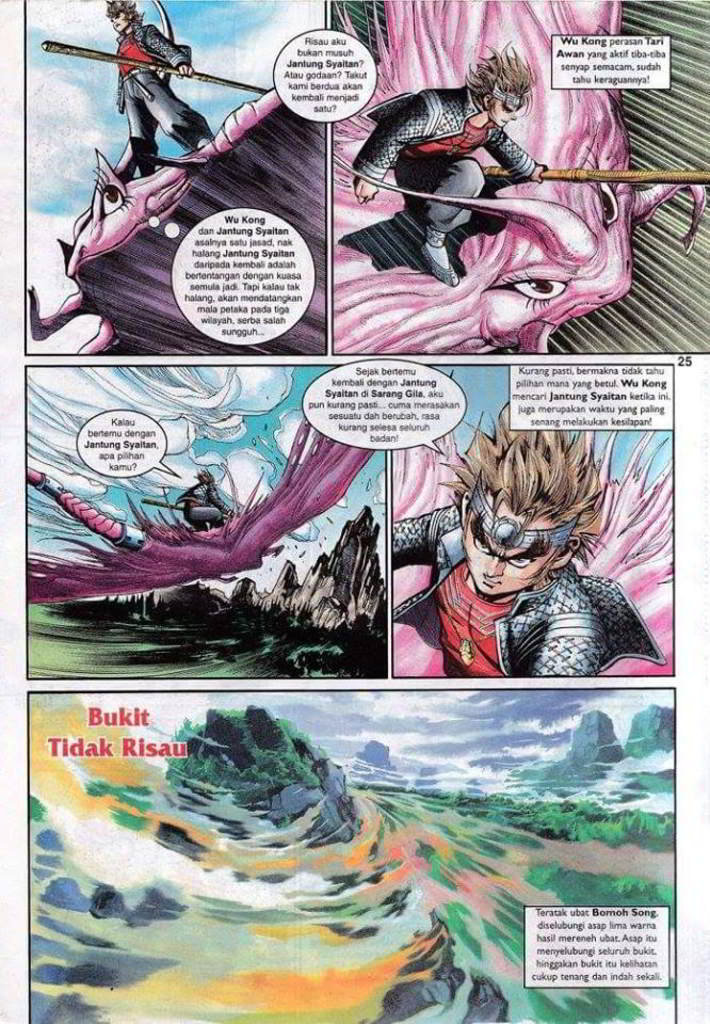 Risau aku
bukan musuh
Jantung Syaitan?
Atau godaan? Takut
kami berdua akan
kembali menjadi
satu?
Wu Kong
dan Jantung Syaitan
asalnya satu jasad, nak
halang Jantung Syaitan
daripada kembali adalah
bertentangan dengan kuasa
semula jadi. Tapi kalau tak
halang, akan mendatangkan
mala petaka pada tiga
wilayah, serba salah
sungguh...
Wu Kong perasan Tari
Awan yang aktif tiba-tiba
senyap semacam, sudah
tahu keraguannya!
25
Kalau
bertemu dengan
Jantung Syaitan,
apa pilihan
kamu?
Sejak bertemu
kembali dengan Jantung
Syaitan di Sarang Gila, aku
pun kurang pasti... cuma merasakan
sesuatu dah berubah, rasa
kurang selesa seluruh
badan!
Kurang pasti, bermakna tidak tahu
pilihan mana yang betul. Wu Kong
mencari Jantung Syaitan ketika ini,
juga merupakan waktu yang paling
senang melakukan kesilapan!
Bukit
Tidak Risau
Teratak ubat Bomoh Song,
diselubungi asap lima warna
hasil mereneh ubat. Asap itu
menyelubungi seluruh bukit,
hinggakan bukit itu kelihatan
cukup tenang dan indah sekali.